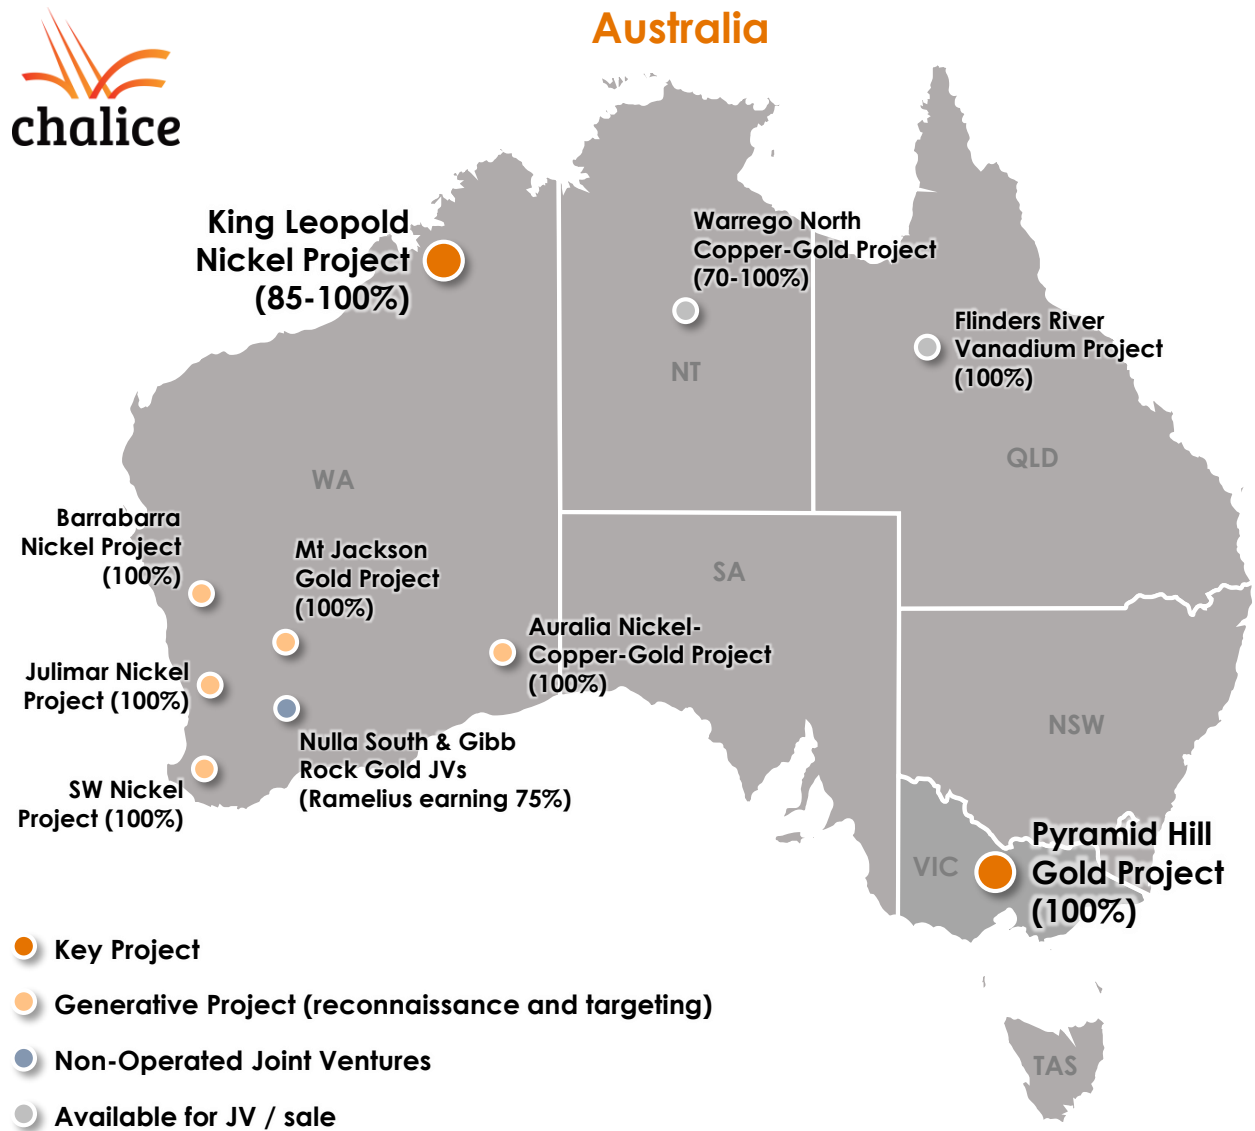 Australia
chalice
King Leopold
Nickel Project
(85-100%)
Warrego North
Copper-Gold Project
(70-100%)
Flinders River
Vanadium Project
(100%)
NT
QLD
WA
Barrabarra
Nickel Project
(100%)
Mt Jackson
Gold Project
(100%)
SA
Auralia Nickel-
Copper-Gold Project
(100%)
Julimar Nickel
Project (100%)
Nulla South & Gibb
Rock Gold JVs
(Ramelius earning 75%)
NSW
SW Nickel
Project (100%)
Pyramid Hill
Gold Project
(100%)
VIC
Key Project
Generative Project (reconnaissance and targeting)
Non-Operated Joint Ventures
TAS
Available for JV / sale